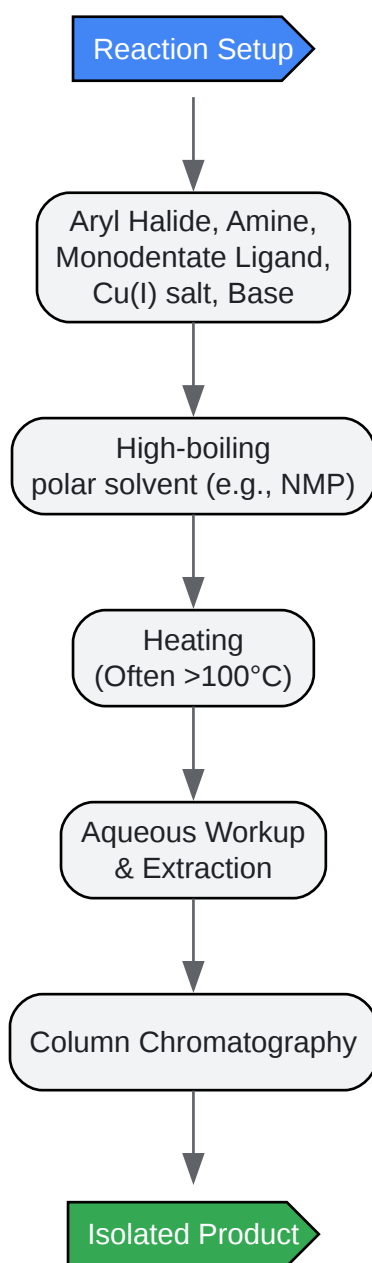 Reaction Setup
Aryl Halide, Amine,
Monodentate Ligand,
Cu(I) salt, Base
High-boiling
polar solvent (e.g., NMP)
Heating
(Often >100°C)
Aqueous Workup
& Extraction
Column Chromatography
Isolated Product